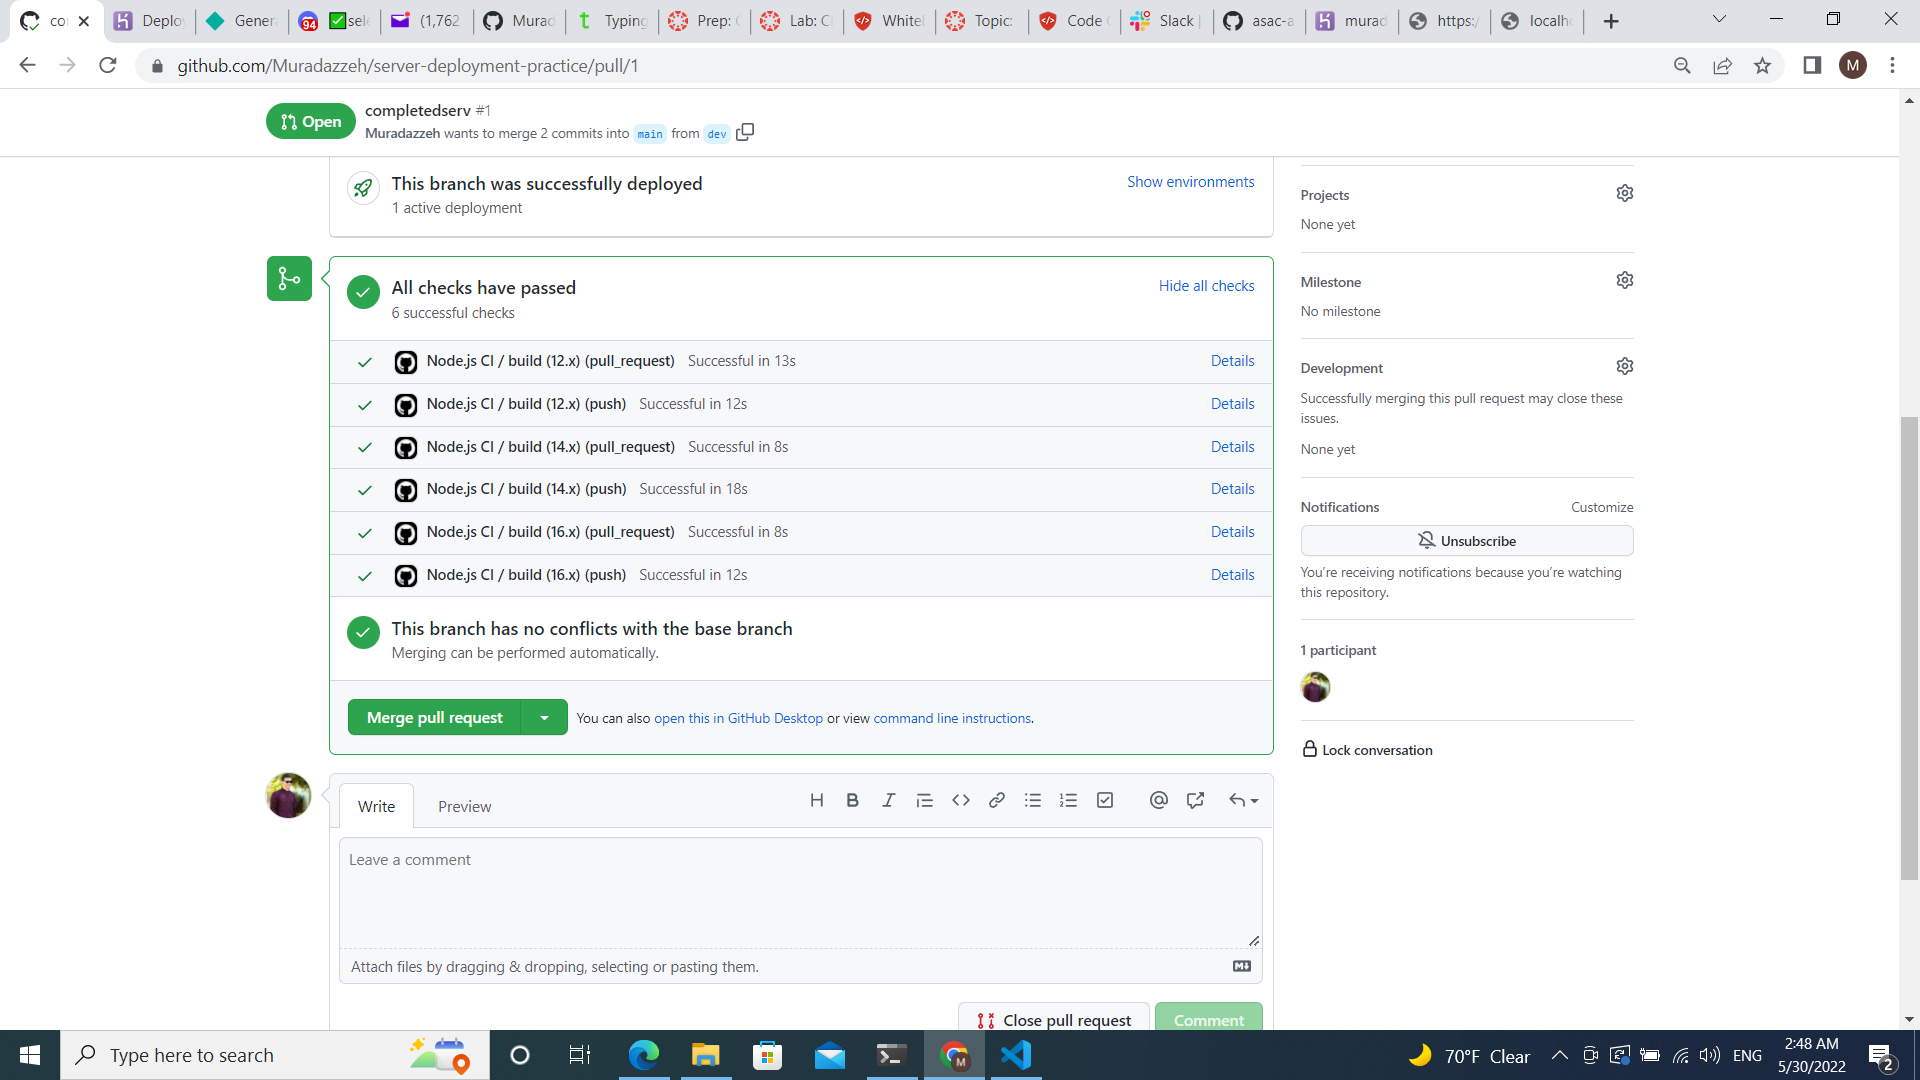 cor
Deploy
Genera
94
✅sele
(1,762
Murad
Typing
Prep: C
Lab: Cl
Whitel
Topic:
Code C
Slack |
asac-a
murad
https:/
localho
github.com/Muradazzeh/server-deployment-practice/pull/1
M
Open
completedserv #1
Muradazzeh wants to merge 2 commits into main from dev
This branch was successfully deployed
Show environments
1 active deployment
All checks have passed
Hide all checks
6 successful checks
Node.js CI / build (12.x) (pull_request) Successful in 13s Details
Node.js CI / build (12.x) (push) Successful in 12s Details
Node.js CI / build (14.x) (pull_request) Successful in 8s Details
Node.js CI / build (14.x) (push) Successful in 18s Details
Node.js CI / build (16.x) (pull_request) Successful in 8s Details
Node.js CI / build (16.x) (push) Successful in 12s Details
This branch has no conflicts with the base branch
Merging can be performed automatically.
Merge pull request
You can also open this in GitHub Desktop or view command line instructions.
Write
Preview
Leave a comment
Attach files by dragging & dropping, selecting or pasting them.
Close pull request
Comment
Projects
None yet
Milestone
No milestone
Development
Successfully merging this pull request may close these
issues.
None yet
Notifications
Customize
Unsubscribe
You're receiving notifications because you're watching
this repository.
1 participant
Lock conversation
Type here to search
70°F Clear
ENG
2:48 AM
5/30/2022
2